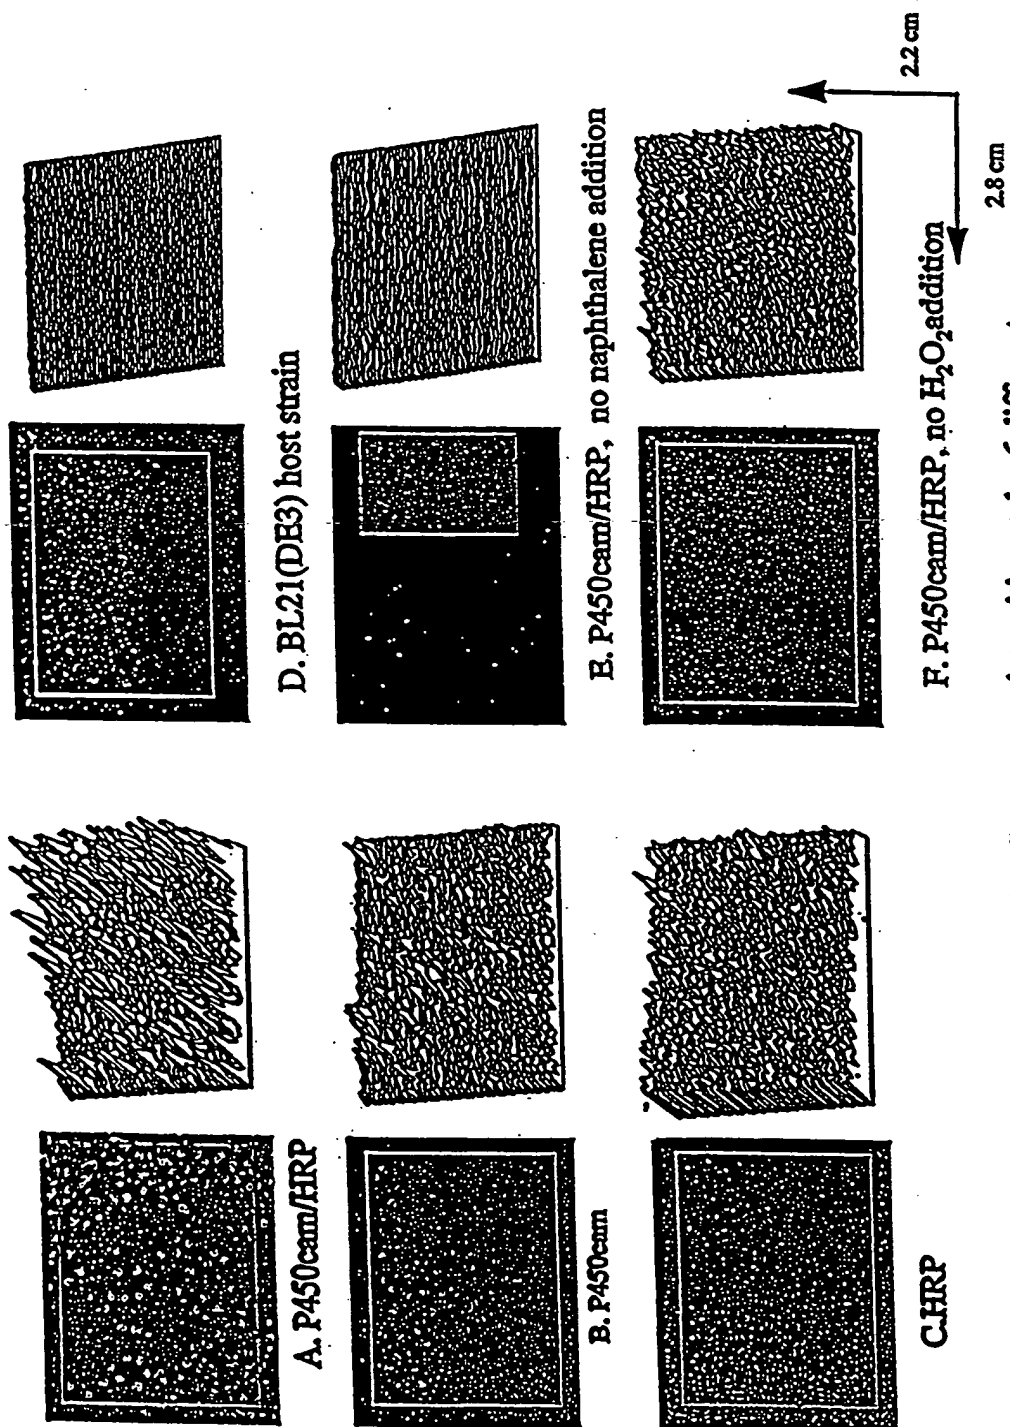 A. P450cam/HRP
B. P450cam
C.HRP
D. BL21(DE3) host strain
E. P450cam/HRP, no naphthalene addition
F. P450cam/HRP, no H₂O₂ addition
2.2 cm
2.8 cm